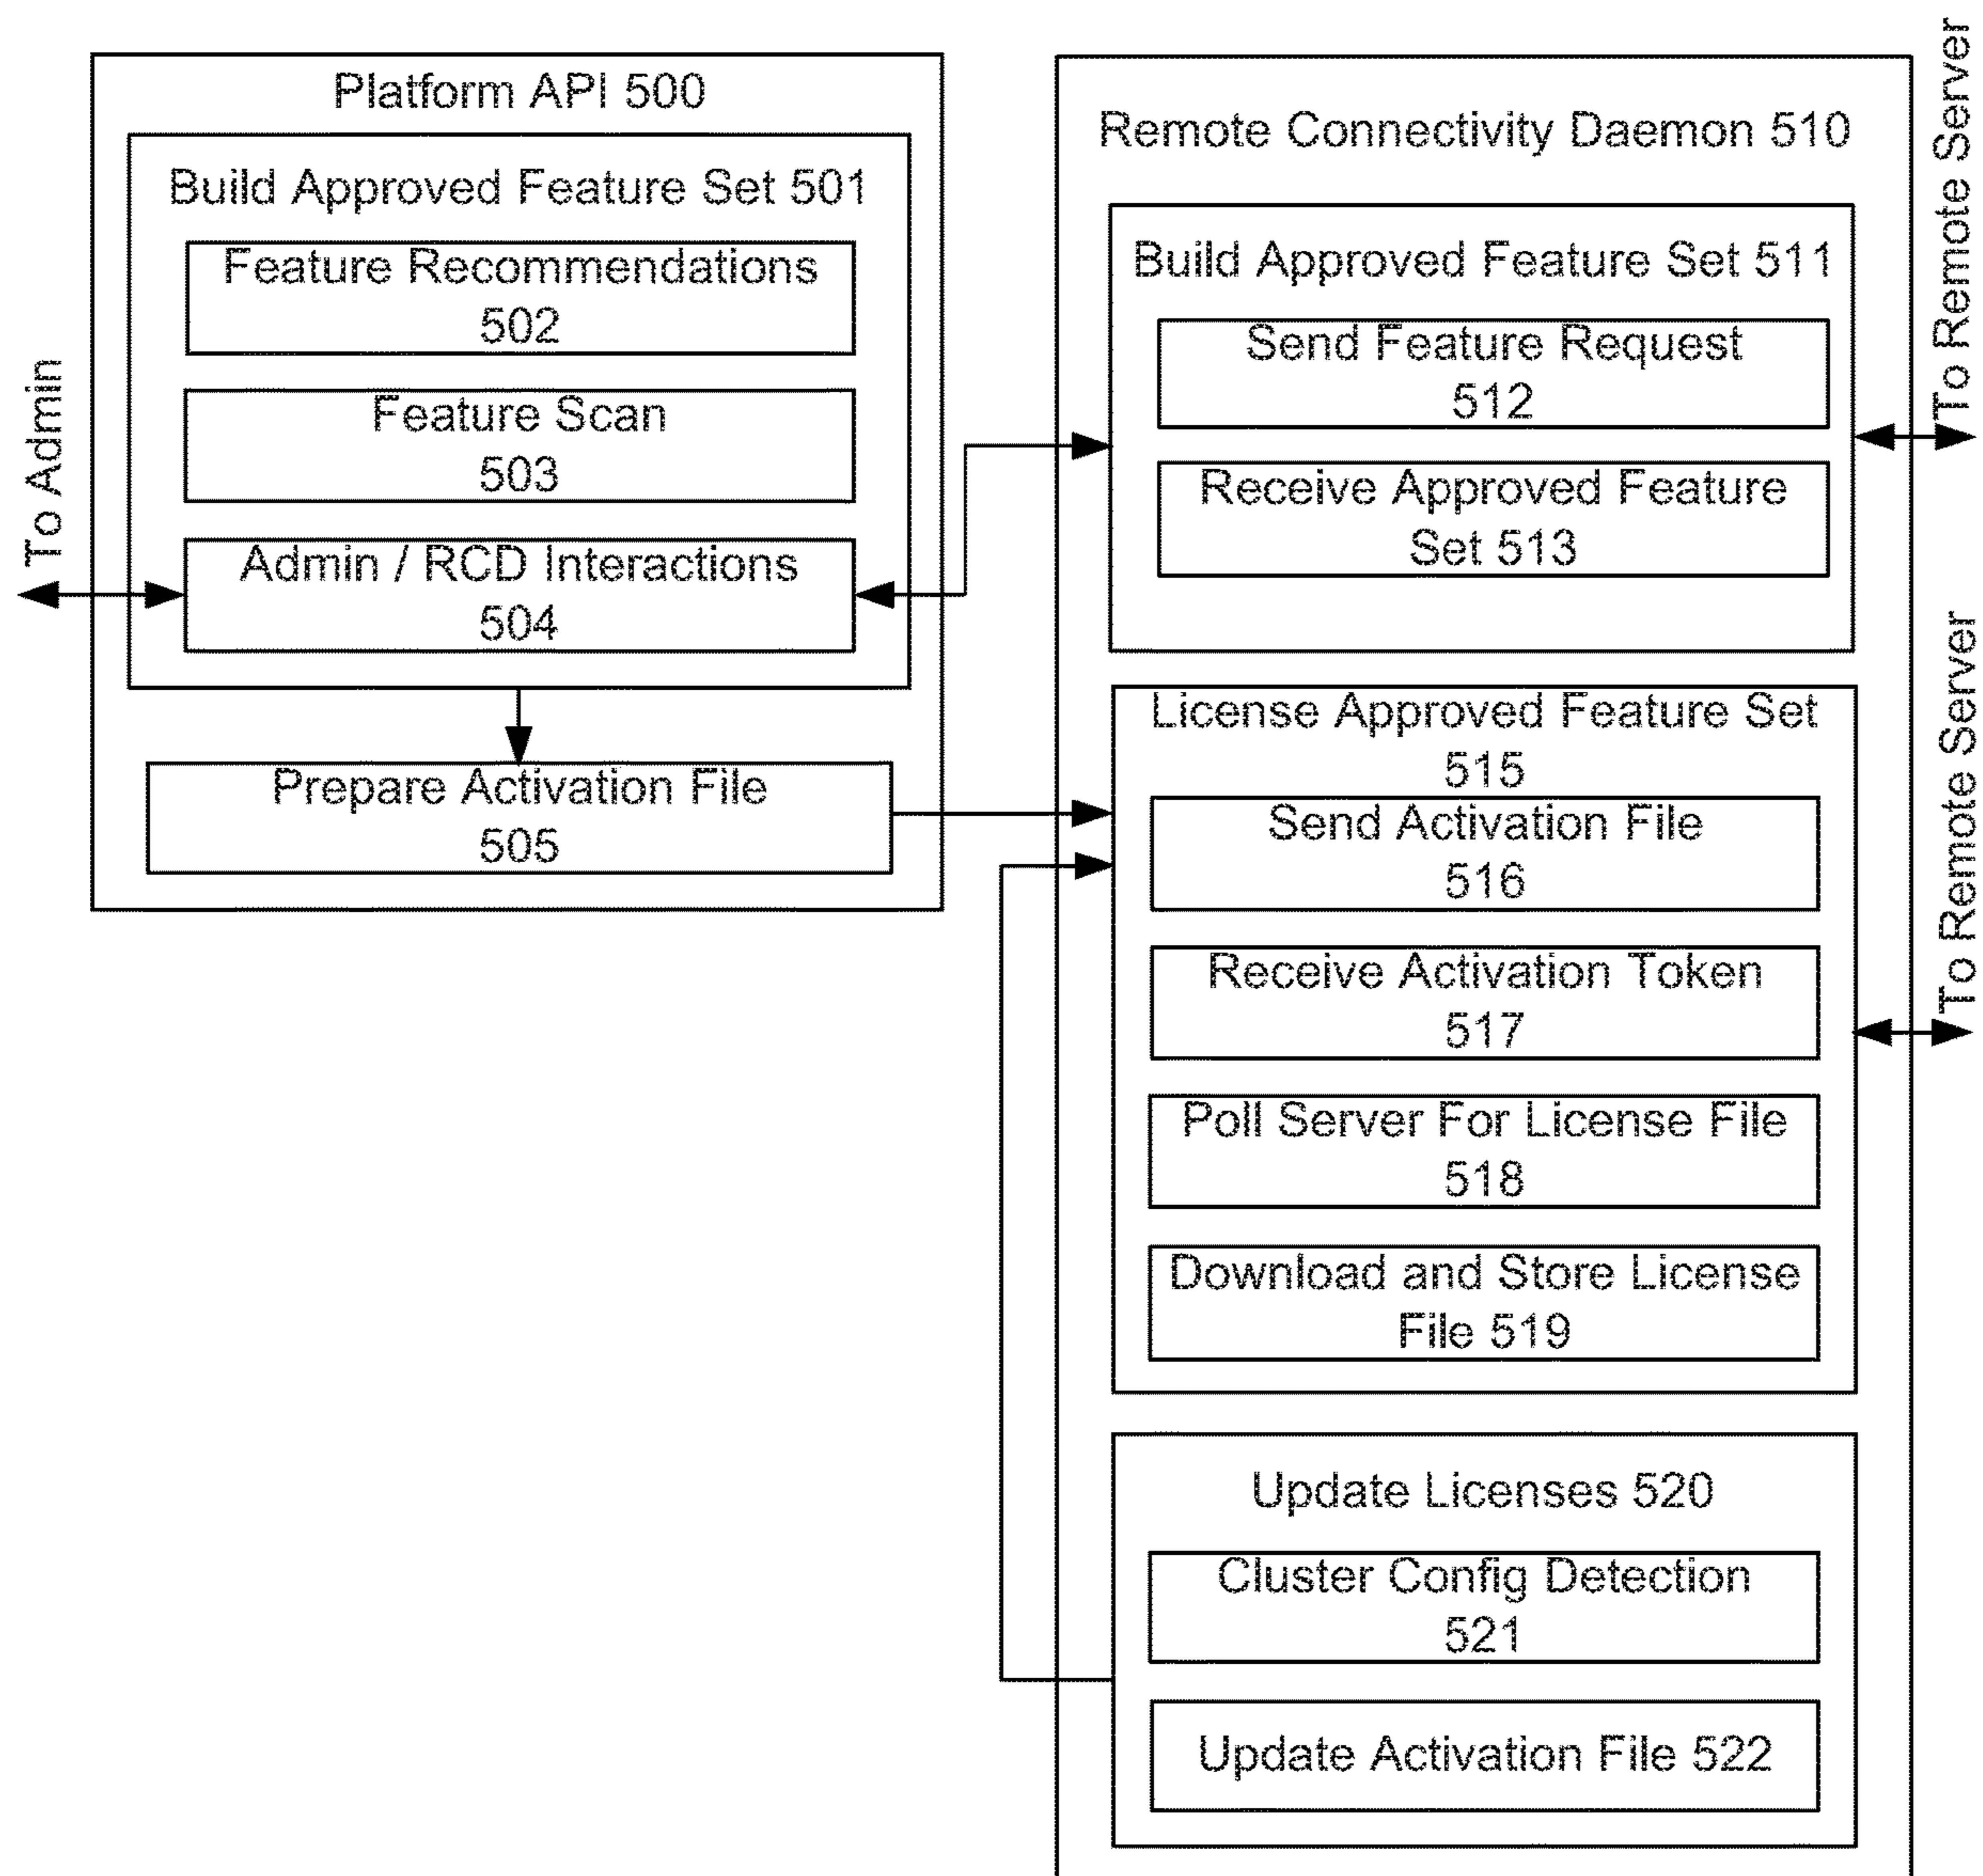 Platform API 500
Build Approved Feature Set 501
Feature Recommendations
502
Feature Scan
503
Admin / RCD Interactions
504
Prepare Activation File
505
To Admin
Remote Connectivity Daemon 510
Build Approved Feature Set 511
Send Feature Request
512
Receive Approved Feature
Set 513
License Approved Feature Set
515
Send Activation File
516
Receive Activation Token
517
Poll Server For License File
518
Download and Store License
File 519
Update Licenses 520
Cluster Config Detection
521
Update Activation File 522
To Remote Server
To Remote Server